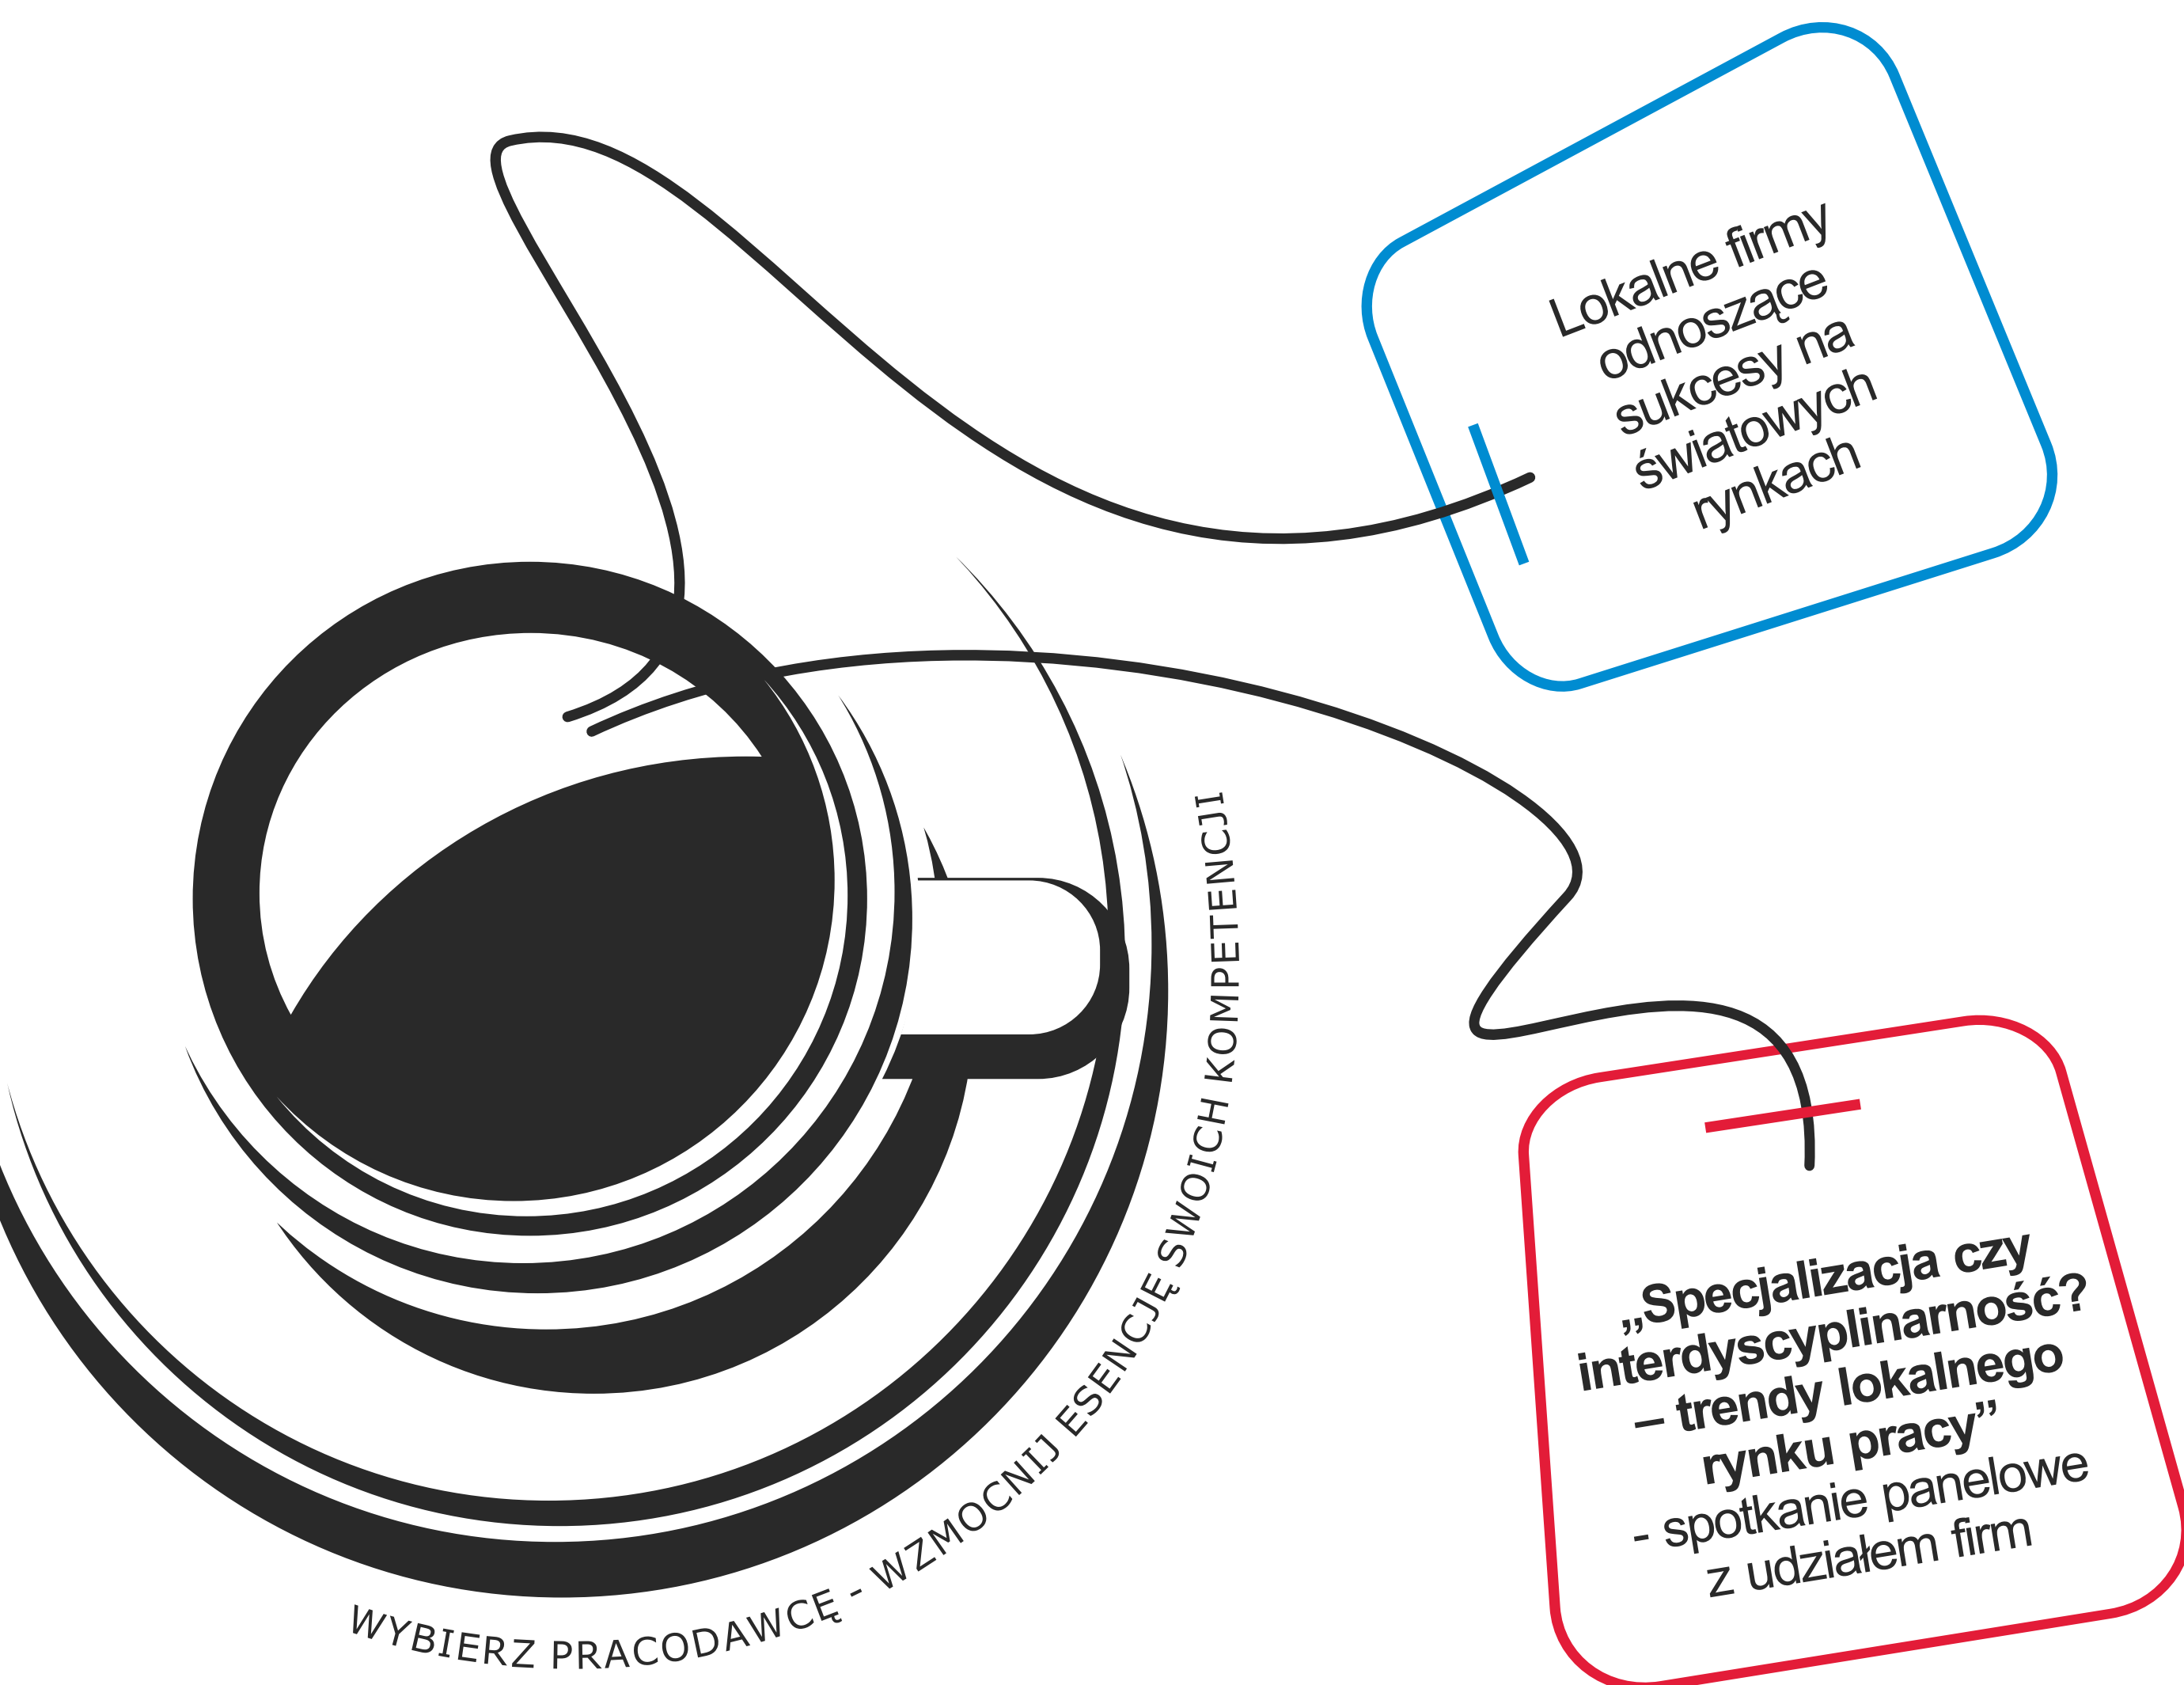 Lokalne firmy
odnoszące
sukcesy na
światowych
rynkach
„Specjalizacja czy
interdyscyplinarność?
– trendy lokalnego
rynku pracy”
- spotkanie panelowe
z udziałem firm
WYBIERZ PRACODAWCĘ - WZMOCNIJ ESENCJĘ SWOICH KOMPETENCJI